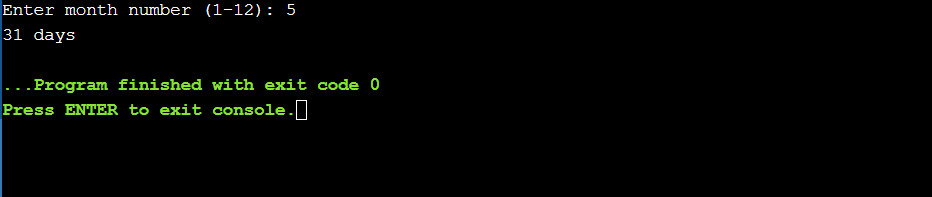 Enter month number (1-12): 5
31 days
...Program finished with exit code 0
Press ENTER to exit console.